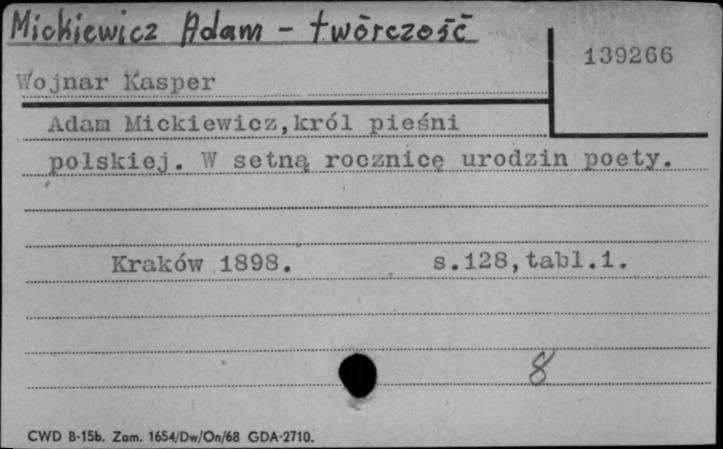 Mickiewicz Adam - twórczość
139266
Wojnar Kasper
Adam Mickiewicz, król pieśni
polskiej. W setną rocznicę urodzin poety.
Kraków 1898. s.128,tabl.1.
8
CWD B-15b. Zam. 1654/Dw/On/68 GDA-2710.